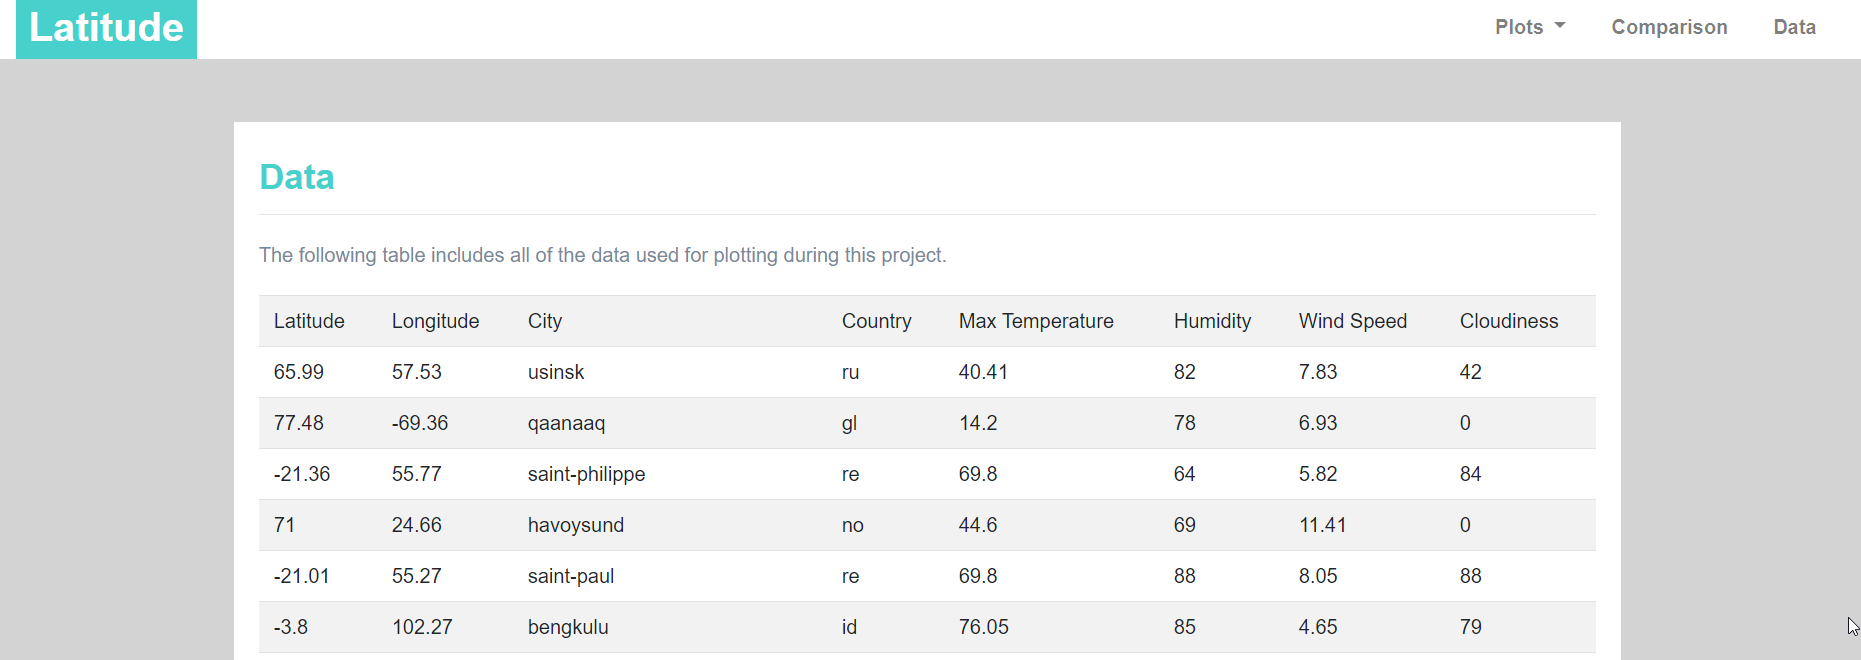 Latitude Plots Comparison Data
Data
The following table includes all of the data used for plotting during this project.
Latitude Longitude City Country Max Temperature Humidity Wind Speed Cloudiness
65.99 57.53 usinsk ru 40.41 82 7.83 42
77.48 -69.36 qaanaaq gl 14.2 78 6.93 0
-21.36 55.77 saint-philippe re 69.8 64 5.82 84
71 24.66 havoysund no 44.6 69 11.41 0
-21.01 55.27 saint-paul re 69.8 88 8.05 88
-3.8 102.27 bengkulu id 76.05 85 4.65 79